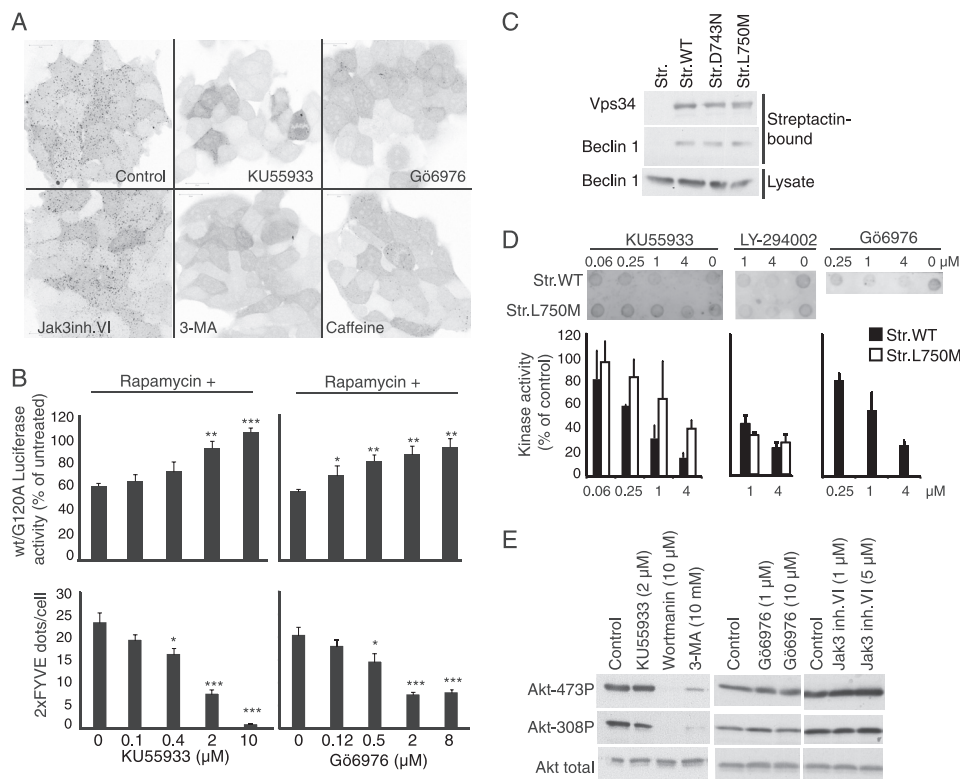 A
Control
KU55933
Gö6976
Jak3inh.VI
3-MA
Caffeine
B
Rapamycin +
Rapamycin +
wt/G120A Luciferase
activity (% of untreated)
120
100
80
60
80
40
20
0
** ***
* ** ** **
2xFYVE dots/cell
30
25
20
15
10
5
0
* *** ***
* *** ***
0 0.1 0.4 2 10
KU55933
(μM)
0 0.12 0.5 2 8
Gö6976
C
Str.
Str.WT
Str.D743N
Str.L750M
Vps34
Beclin 1
Streptactin-
bound
Beclin 1
Lysate
D
KU55933
LY-294002
Gö6976
0.06 0.25 1 4 0
1 4 0
0.25 1 4 0 μM
Str.WT
Str.L750M
Kinase activity
(% of control)
120
100
80
60
40
20
0
Str.WT
Str.L750M
0.06 0.25 1 4
1 4
0.25 1 4 μM
E
Control
KU55933 (2 μM)
Wortmanin (10 μM)
3-MA (10 mM)
Control
Gö6976 (1 μM)
Gö6976 (10 μM)
Control
Jak3 inh.VI (1 μM)
Jak3 inh.VI (5 μM)
Akt-473P
Akt-308P
Akt total